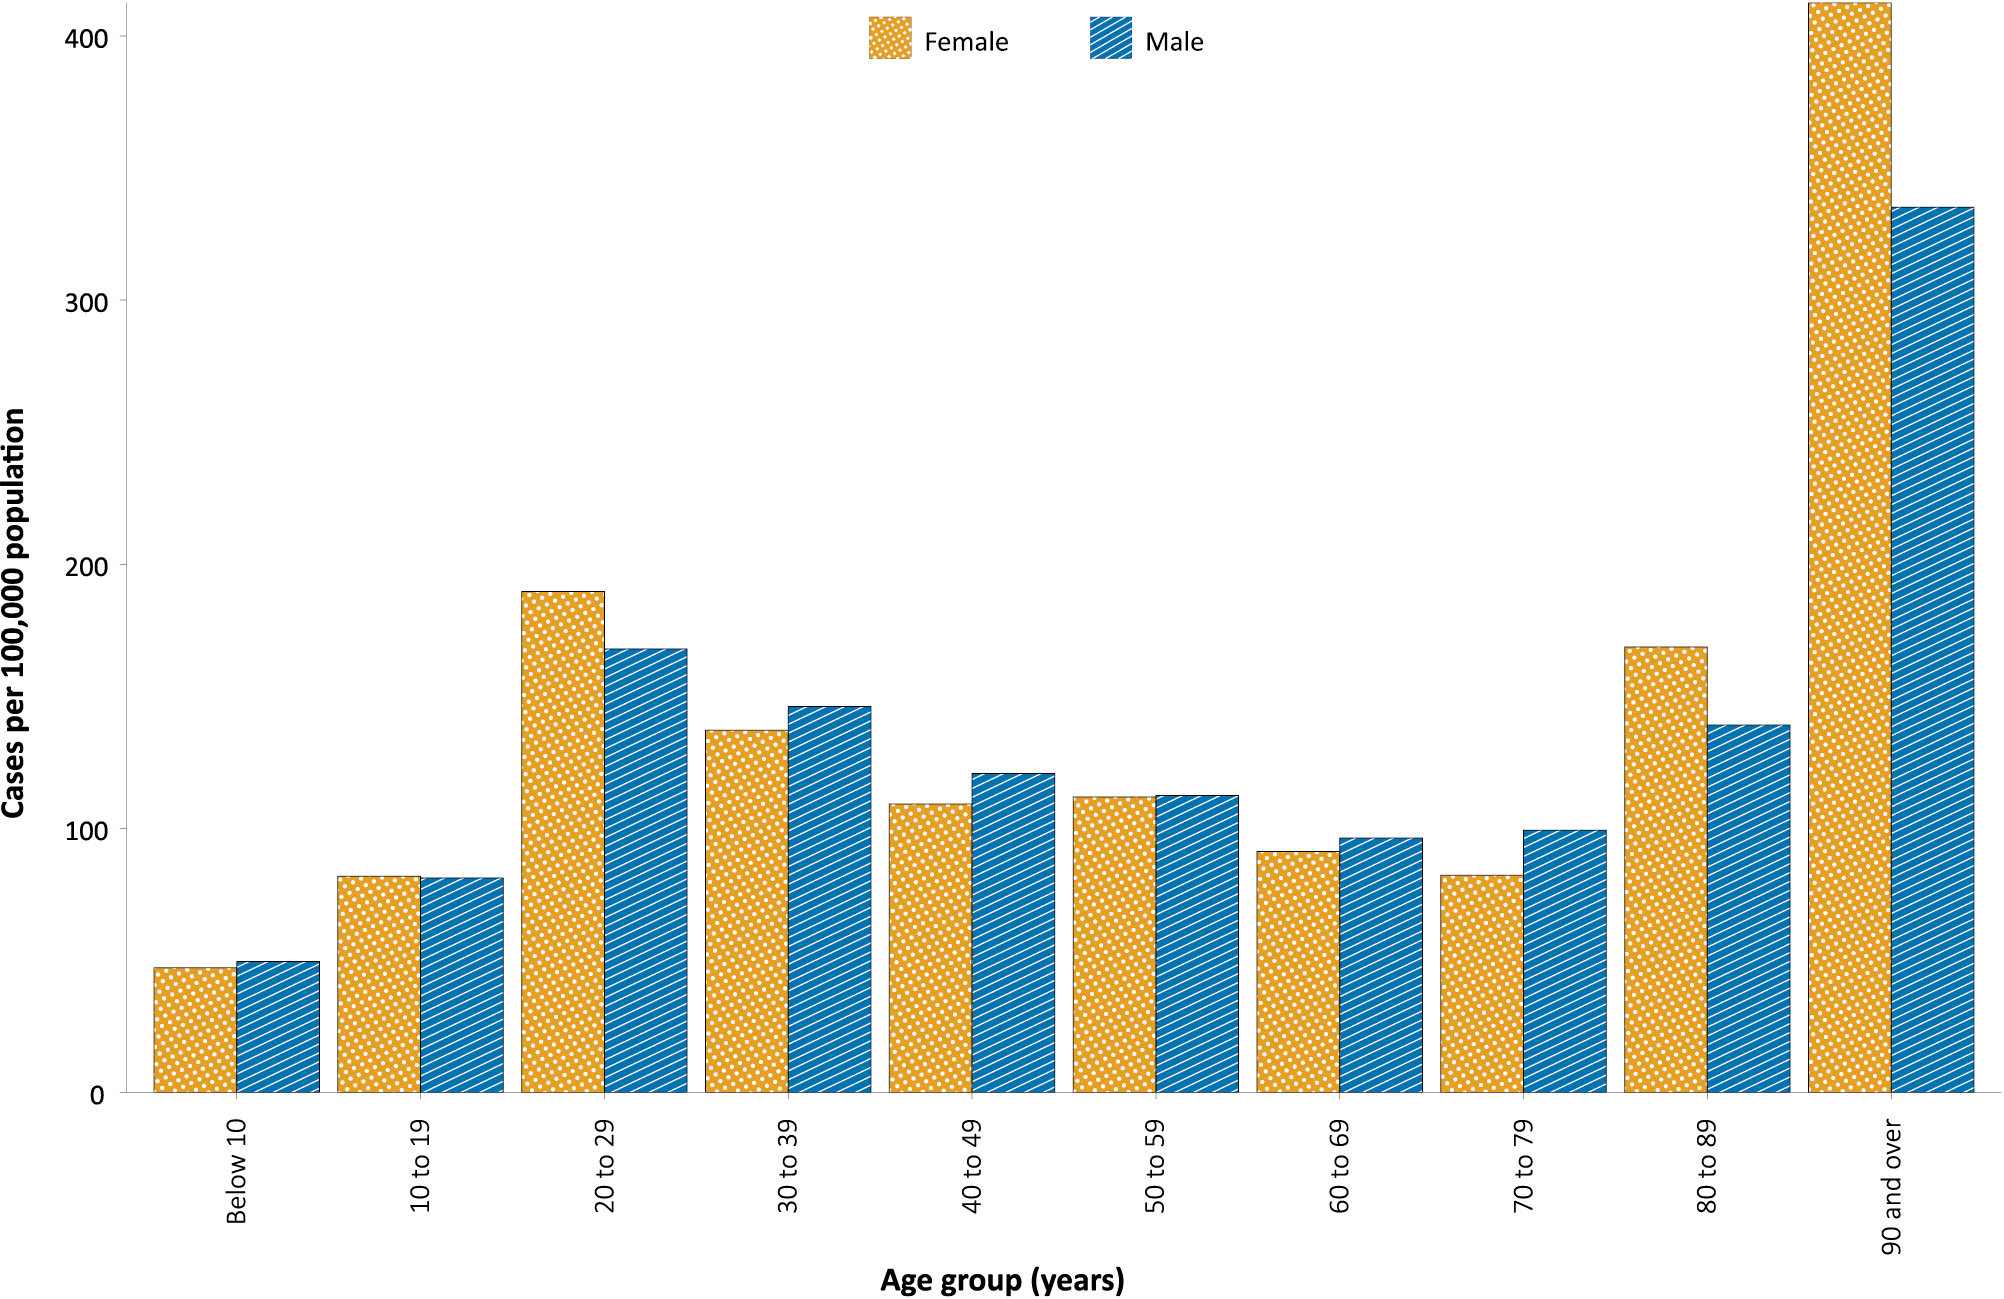 Female
Male
Cases per 100,000 population
400
300
200
100
0
Below 10
10 to 19
20 to 29
30 to 39
40 to 49
50 to 59
60 to 69
70 to 79
80 to 89
90 and over
Age group (years)